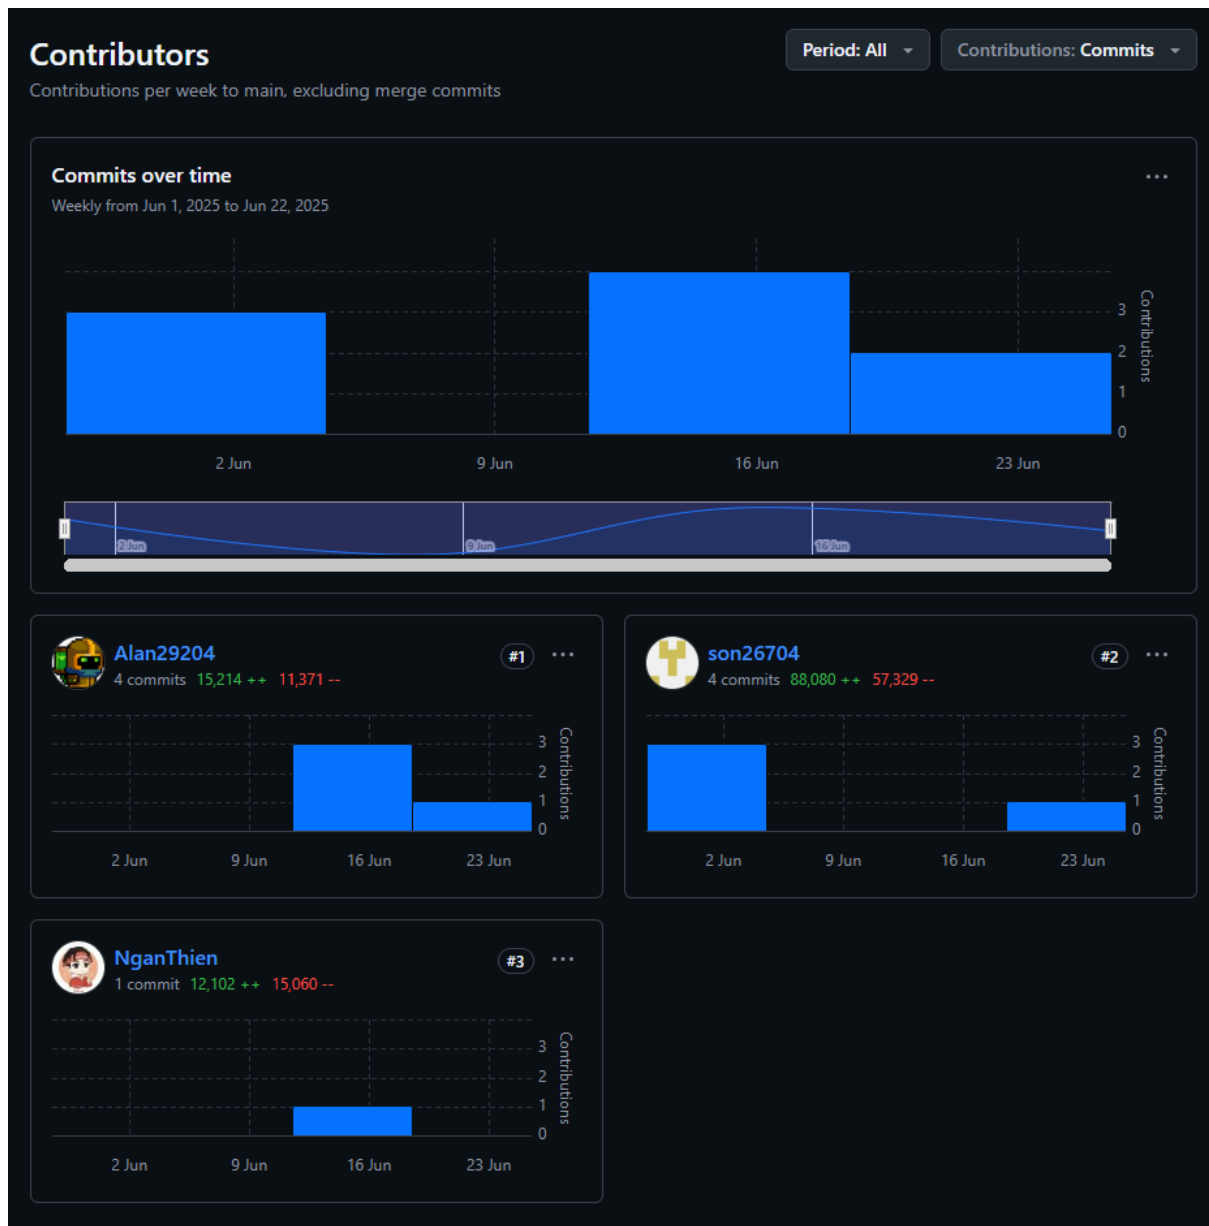 Contributors
Period: All
Contributions: Commits
Contributions per week to main, excluding merge commits
Commits over time
Weekly from Jun 1, 2025 to Jun 22, 2025
3
2
1
0
Contributions
2 Jun
9 Jun
16 Jun
23 Jun
2 Jun
9 Jun
16 Jun
Alan29204
#1
4 commits 15,214 ++ 11,371 --
3
2
1
0
Contributions
2 Jun
9 Jun
16 Jun
23 Jun
son26704
#2
4 commits 88,080 ++ 57,329 --
3
2
1
0
Contributions
2 Jun
9 Jun
16 Jun
23 Jun
NganThien
#3
1 commit 12,102 ++ 15,060 --
3
2
1
0
Contributions
2 Jun
9 Jun
16 Jun
23 Jun